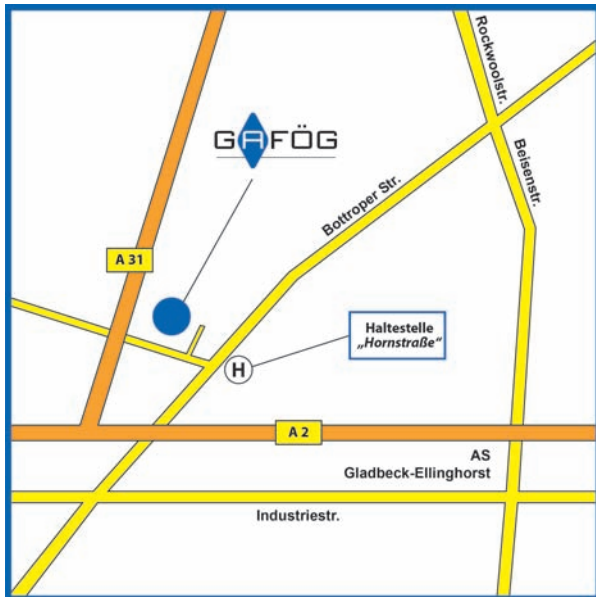 Rockwoolstr.
GAFÖG
Beisenstr.
Bottroper Str.
A 31
Haltestelle
„Hornstraße“
H
A 2
AS
Gladbeck-Ellinghorst
Industriestr.